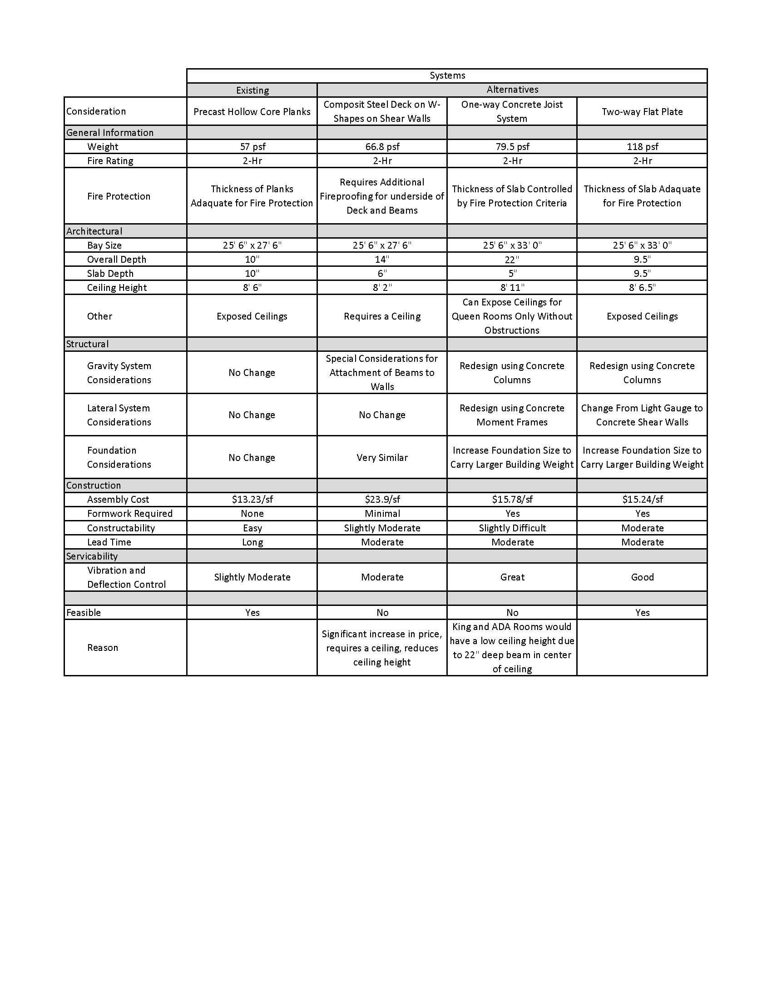 Systems
Existing
Alternatives
Consideration
Precast Hollow Core Planks
Composit Steel Deck on W-
Shapes on Shear Walls
One-way Concrete Joist
System
Two-way Flat Plate
General Information
Weight
57 psf
66.8 psf
79.5 psf
118 psf
Fire Rating
2-Hr
2-Hr
2-Hr
2-Hr
Fire Protection
Thickness of Planks
Adaquate for Fire Protection
Requires Additional
Fireproofing for underside of
Deck and Beams
Thickness of Slab Controlled
by Fire Protection Criteria
Thickness of Slab Adaquate
for Fire Protection
Architectural
Bay Size
25' 6" x 27' 6"
25' 6" x 27' 6"
25' 6" x 33' 0"
25' 6" x 33' 0"
Overall Depth
10"
14"
22"
9.5"
Slab Depth
10"
6"
5"
9.5"
Ceiling Height
8' 6"
8' 2"
8' 11"
8' 6.5"
Other
Exposed Ceilings
Requires a Ceiling
Can Expose Ceilings for
Queen Rooms Only Without
Obstructions
Exposed Ceilings
Structural
Gravity System
Considerations
No Change
Special Considerations for
Attachment of Beams to
Walls
Redesign using Concrete
Columns
Redesign using Concrete
Columns
Lateral System
Considerations
No Change
No Change
Redesign using Concrete
Moment Frames
Change From Light Gauge to
Concrete Shear Walls
Foundation
Considerations
No Change
Very Similar
Increase Foundation Size to
Carry Larger Building Weight
Increase Foundation Size to
Carry Larger Building Weight
Construction
Assembly Cost
$13.23/sf
$23.9/sf
$15.78/sf
$15.24/sf
Formwork Required
None
Minimal
Yes
Yes
Constructability
Easy
Slightly Moderate
Slightly Difficult
Moderate
Lead Time
Long
Moderate
Moderate
Moderate
Servicability
Vibration and
Deflection Control
Slightly Moderate
Moderate
Great
Good
Feasible
Yes
No
No
Yes
Reason
Significant increase in price,
requires a ceiling, reduces
ceiling height
King and ADA Rooms would
have a low ceiling height due
to 22" deep beam in center
of ceiling